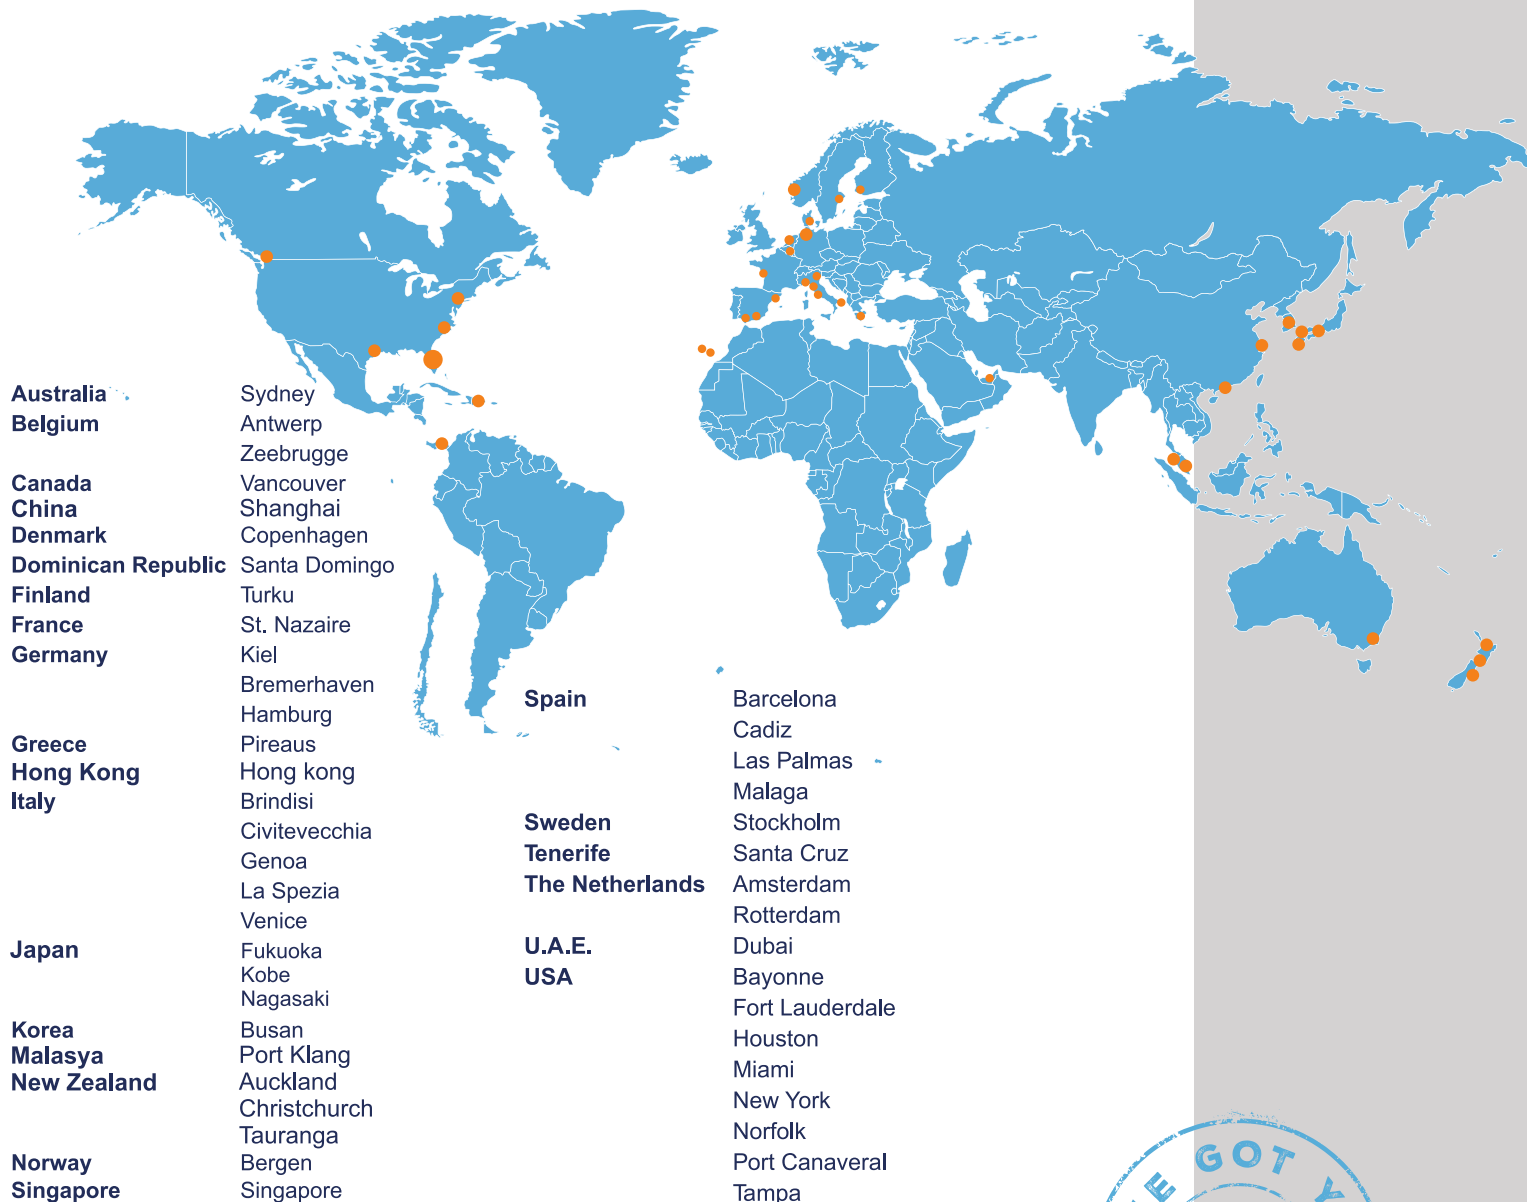 Australia Sydney
Belgium Antwerp
Zeebrugge
Canada Vancouver
China Shanghai
Denmark Copenhagen
Dominican Republic Santa Domingo
Finland Turku
France St. Nazaire
Germany Kiel
Bremerhaven
Hamburg
Greece Pireaus
Hong Kong Hong kong
Italy Brindisi
Civitevecchia
Genoa
La Spezia
Venice
Japan Fukuoka
Kobe
Nagasaki
Korea Busan
Malasya Port Klang
New Zealand Auckland
Christchurch
Tauranga
Norway Bergen
Singapore Singapore
Spain Barcelona
Cadiz
Las Palmas
Malaga
Sweden Stockholm
Tenerife Santa Cruz
The Netherlands Amsterdam
Rotterdam
U.A.E. Dubai
USA Bayonne
Fort Lauderdale
Houston
Miami
New York
Norfolk
Port Canaveral
Tampa
GOT